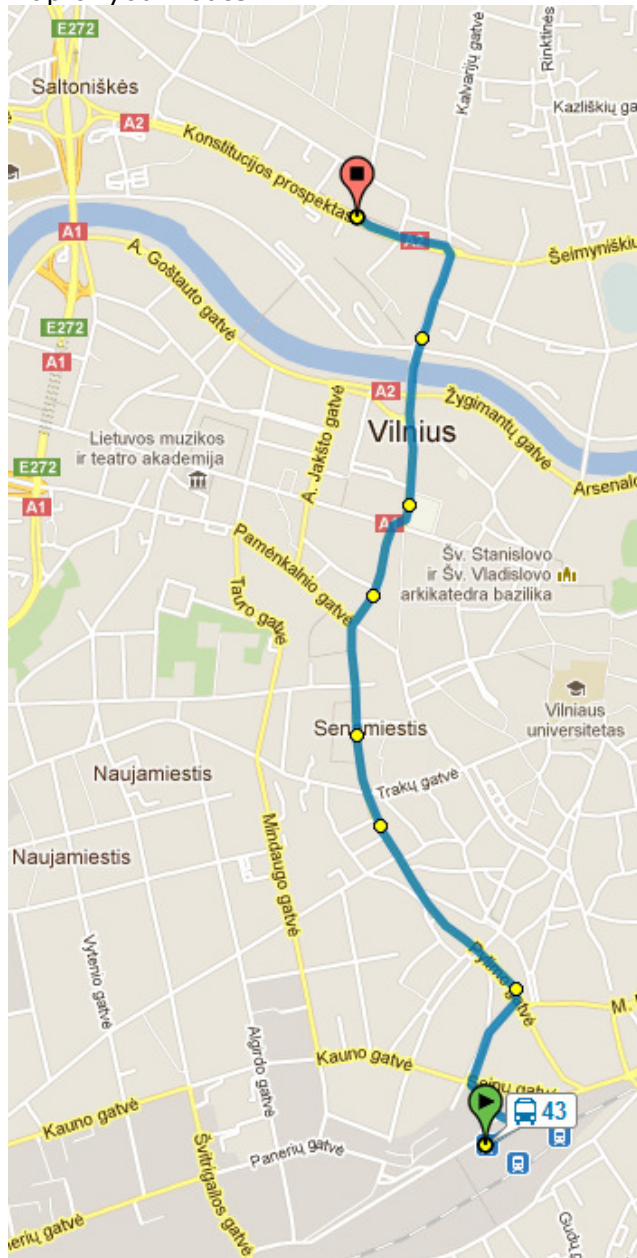 E272
Saltoniškės
A2
Konstitucijos prospektas
Kalvarijų gatvė
Rinktinės
Kazliškių ga
A1
A. Goštauto gatvė
A2
Šeimyniškių
E272
A1
A2
Žygimantų gatvė
Vilnius
Lietuvos muzikos
ir teatro akademija
A. Jakšto gatvė
E272
A1
Arsenalo
Pamėnkalnio gatvė
Tauro gatvė
Šv. Stanislovo
ir Šv. Vladislovo
arkikatedra bazilika
Senamiestis
Vilniaus
universitetas
Naujamiestis
Trakų gatvė
Mindaugo gatvė
Naujamiestis
Vytenio gatvė
Algirdo gatvė
Pylimo gatvė
M.
Kauno gatvė
Seinų gatvė
43
Kauno gatvė
Švitrigailos gatvė
Panerių gatvė
nerių gatvė
Gudų g